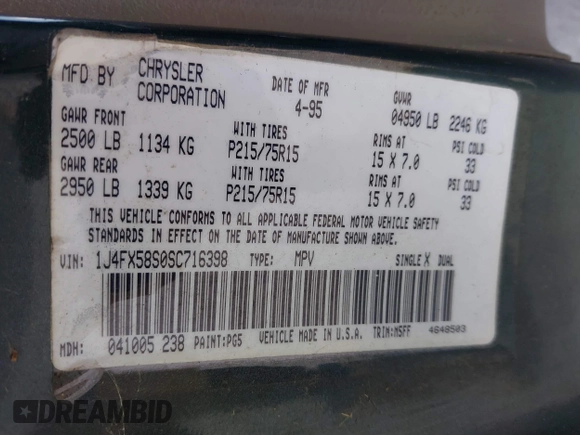 MFD BY CHRYSLER CORPORATION DATE OF MFR 4-95 GVWR 04950 LB 2246 KG
GAWR FRONT WITH TIRES RIMS AT PSI COLD
2500 LB 1134 KG P215/75R15 15 X 7.0 33
GAWR REAR WITH TIRES RIMS AT PSI COLD
2950 LB 1339 KG P215/75R15 15 X 7.0 33
THIS VEHICLE CONFORMS TO ALL APPLICABLE FEDERAL MOTOR VEHICLE SAFETY
STANDARDS IN EFFECT ON THE DATE OF MANUFACTURE SHOWN ABOVE.
VIN: 1J4FX58S0SC716398 TYPE: MPV SINGLE X DUAL
MDH: 041005 238 PAINT:PG5 VEHICLE MADE IN U.S.A. TRIM:MSFF 4648503
DREAMBID